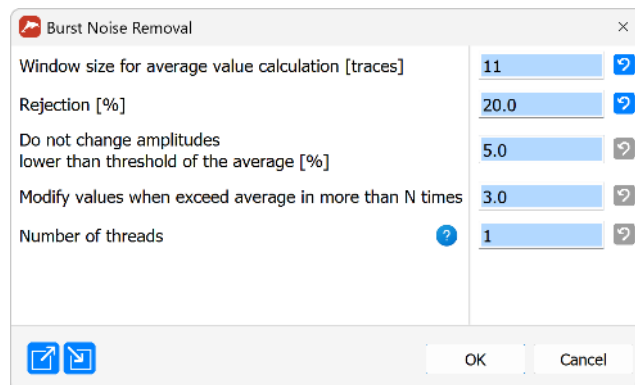 Burst Noise Removal
Window size for average value calculation [traces] 11
Rejection [%] 20.0
Do not change amplitudes
lower than threshold of the average [%] 5.0
Modify values when exceed average in more than N times 3.0
Number of threads ? 1
OK Cancel